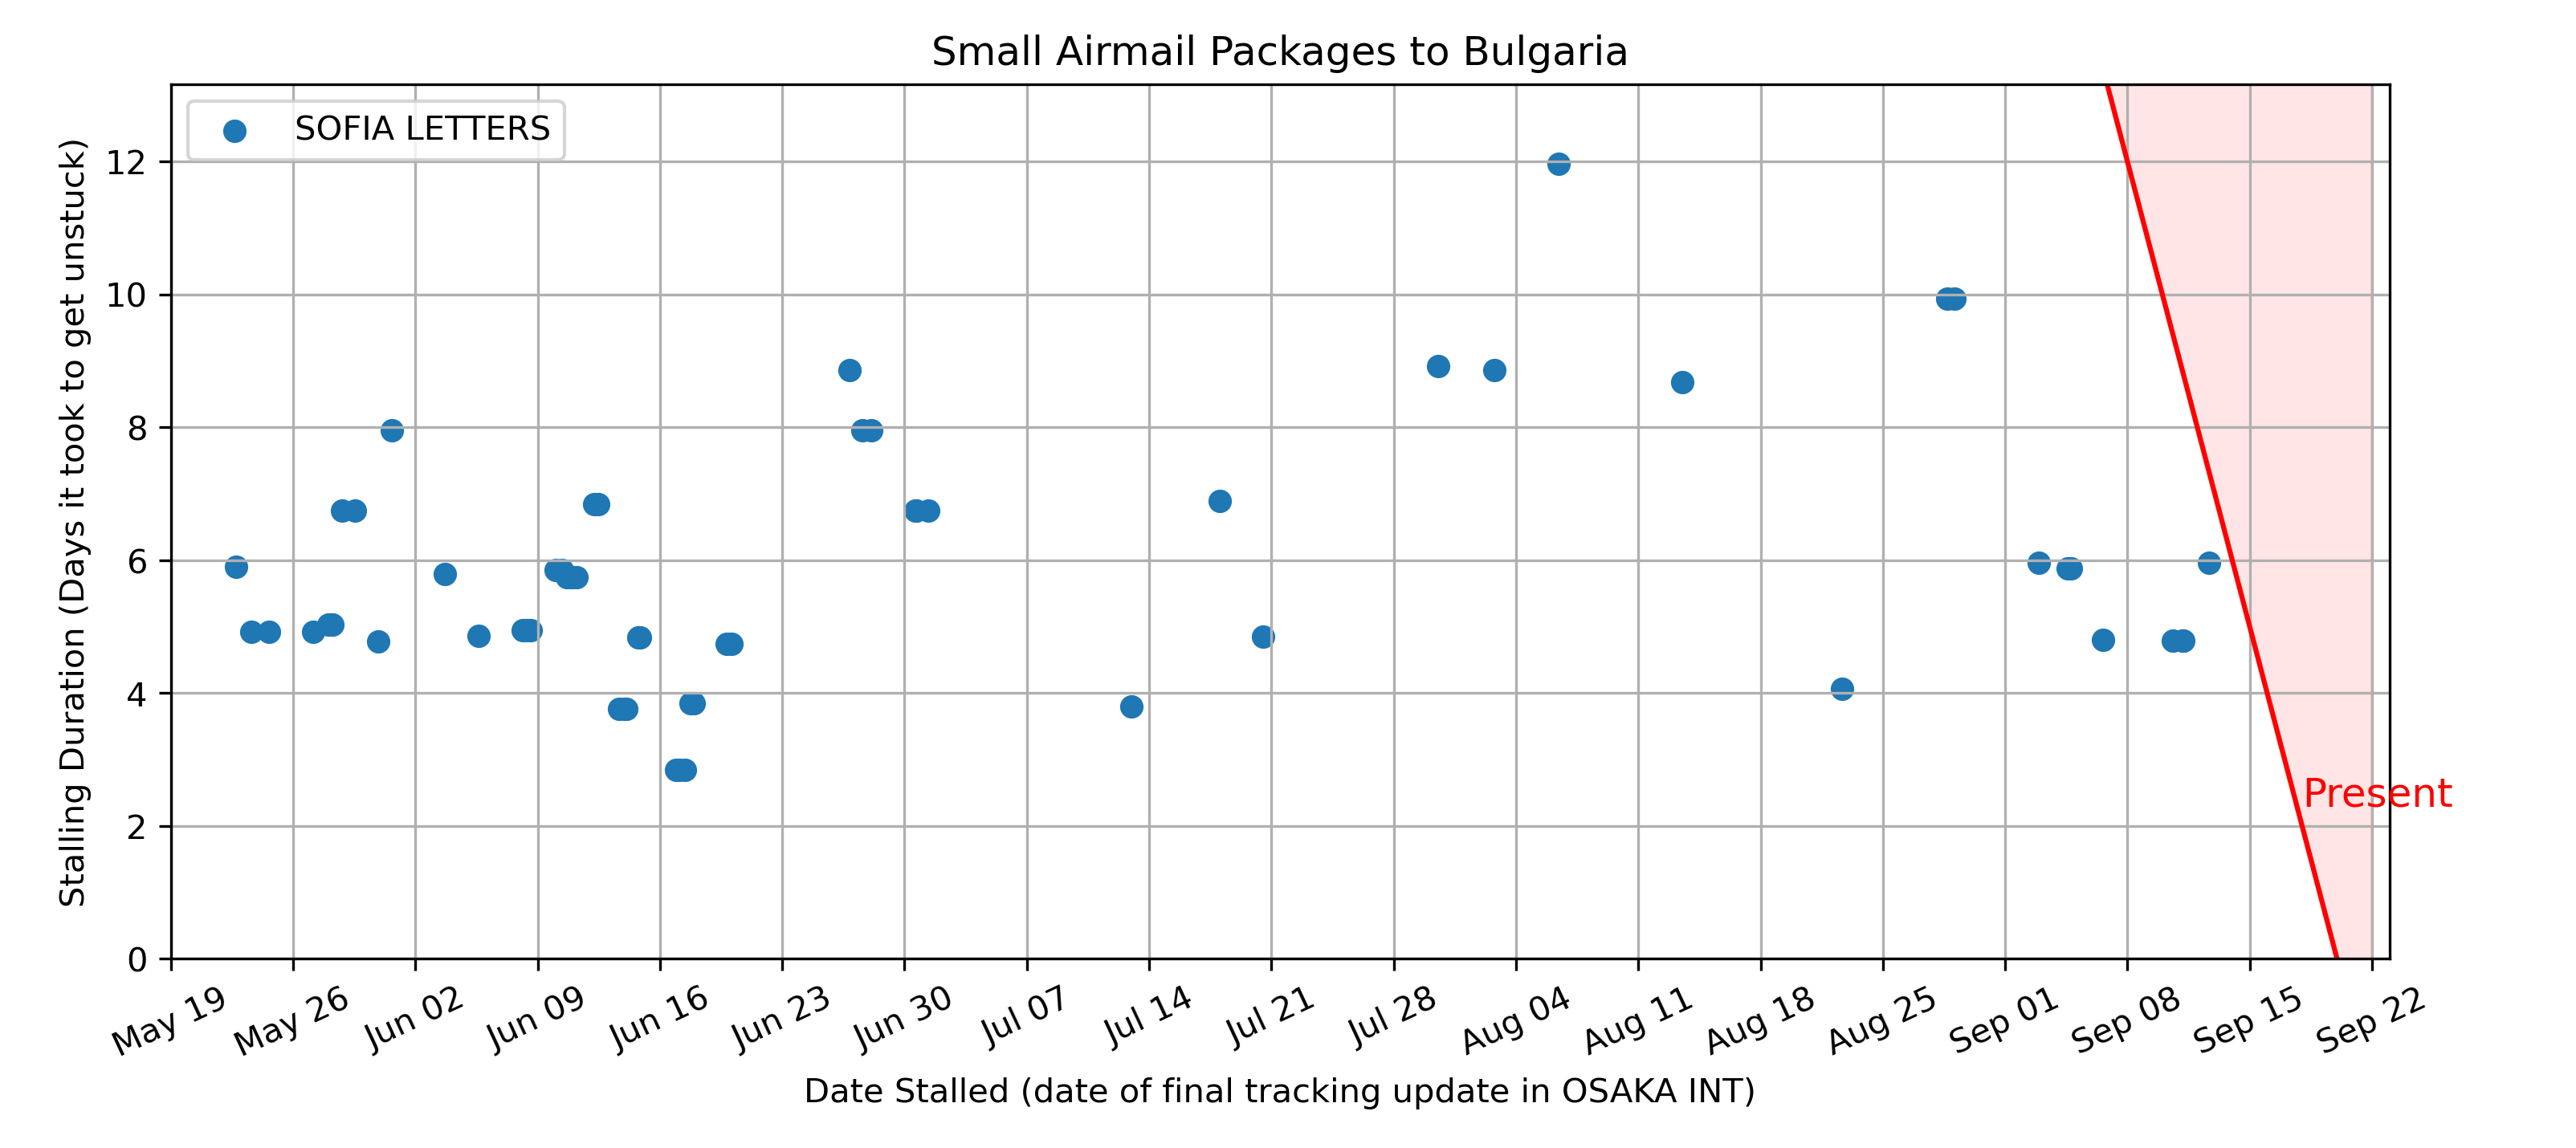 Small Airmail Packages to Bulgaria
SOFIA LETTERS
Stalling Duration (Days it took to get unstuck)
12
10
8
6
4
2
0
Present
May 19
May 26
Jun 02
Jun 09
Jun 16
Jun 23
Jun 30
Jul 07
Jul 14
Jul 21
Jul 28
Aug 04
Aug 11
Aug 18
Aug 25
Sep 01
Sep 08
Sep 15
Sep 22
Date Stalled (date of final tracking update in OSAKA INT)